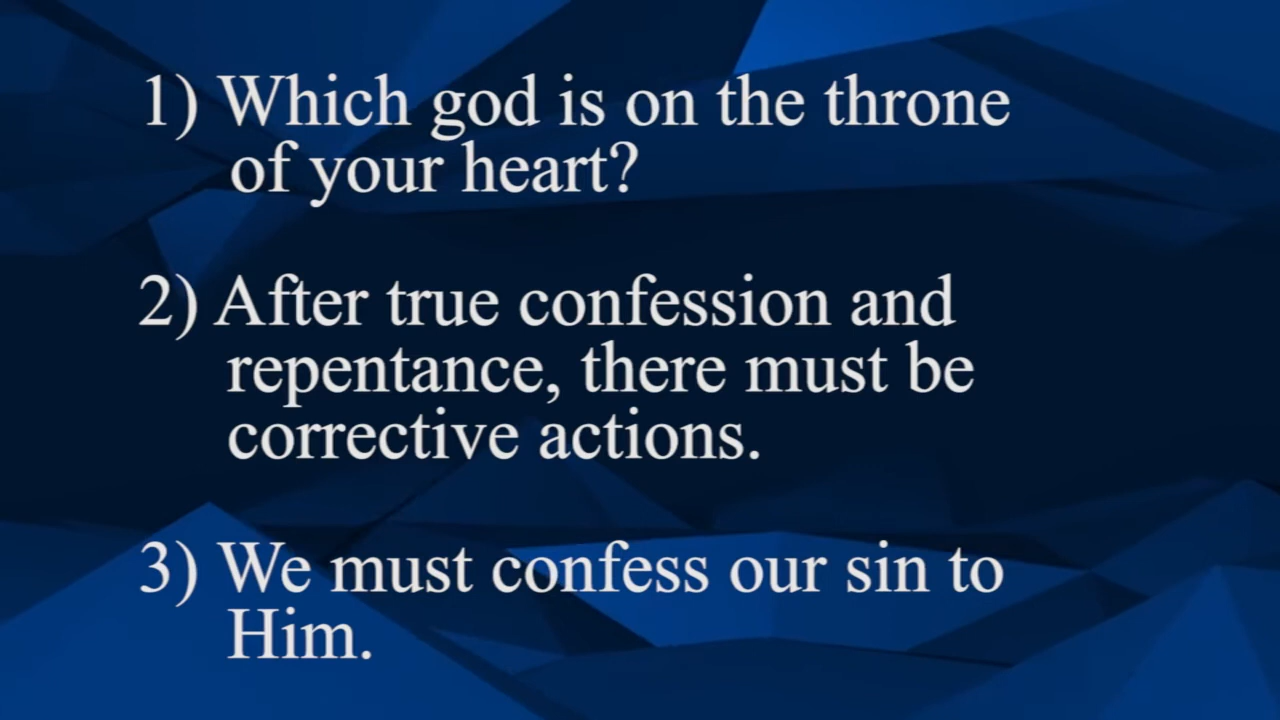 1) Which god is on the throne
of your heart?
2) After true confession and
repentance, there must be
corrective actions.
3) We must confess our sin to
Him.